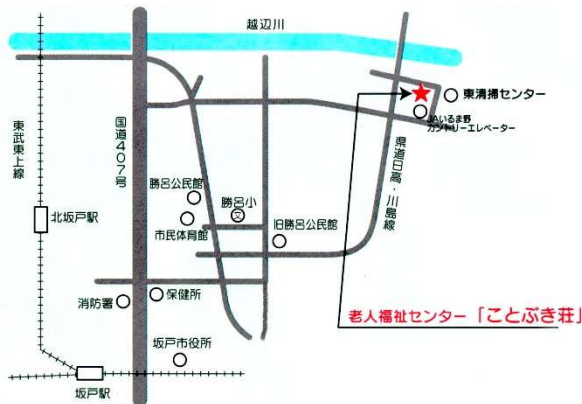 越辺川
東清掃センター
JAいるま野
カントリーエレベーター
東武東上線
国道407号
県道日高・川島線
勝呂公民館
勝呂小
文
北坂戸駅
市民体育館
旧勝呂公民館
消防署
保健所
老人福祉センター「ことぶき荘」
坂戸市役所
坂戸駅